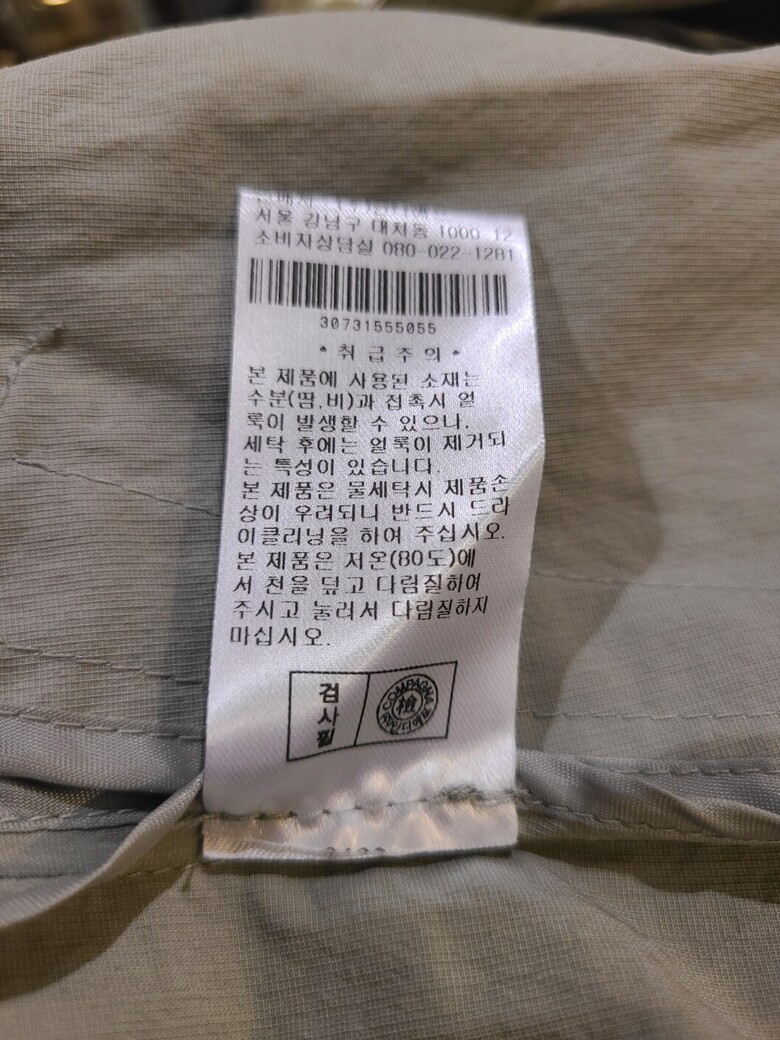 서울 강남구 대치동 1000-12
소비자상담실 080-022-1281
30731555055
*취급주의*
본 제품에 사용된 소재는
수분(땀,비)과 접촉시 얼
룩이 발생할 수 있으나,
세탁 후에는 얼룩이 제거되
는 특성이 있습니다.
본 제품은 물세탁시 제품손
상이 우려되니 반드시 드라
이클리닝을 하여 주십시오.
본 제품은 저온(80도)에
서 천을 덮고 다림질하여
주시고 눌러서 다림질하지
마십시오.
검사필
COMPAGNA
檢